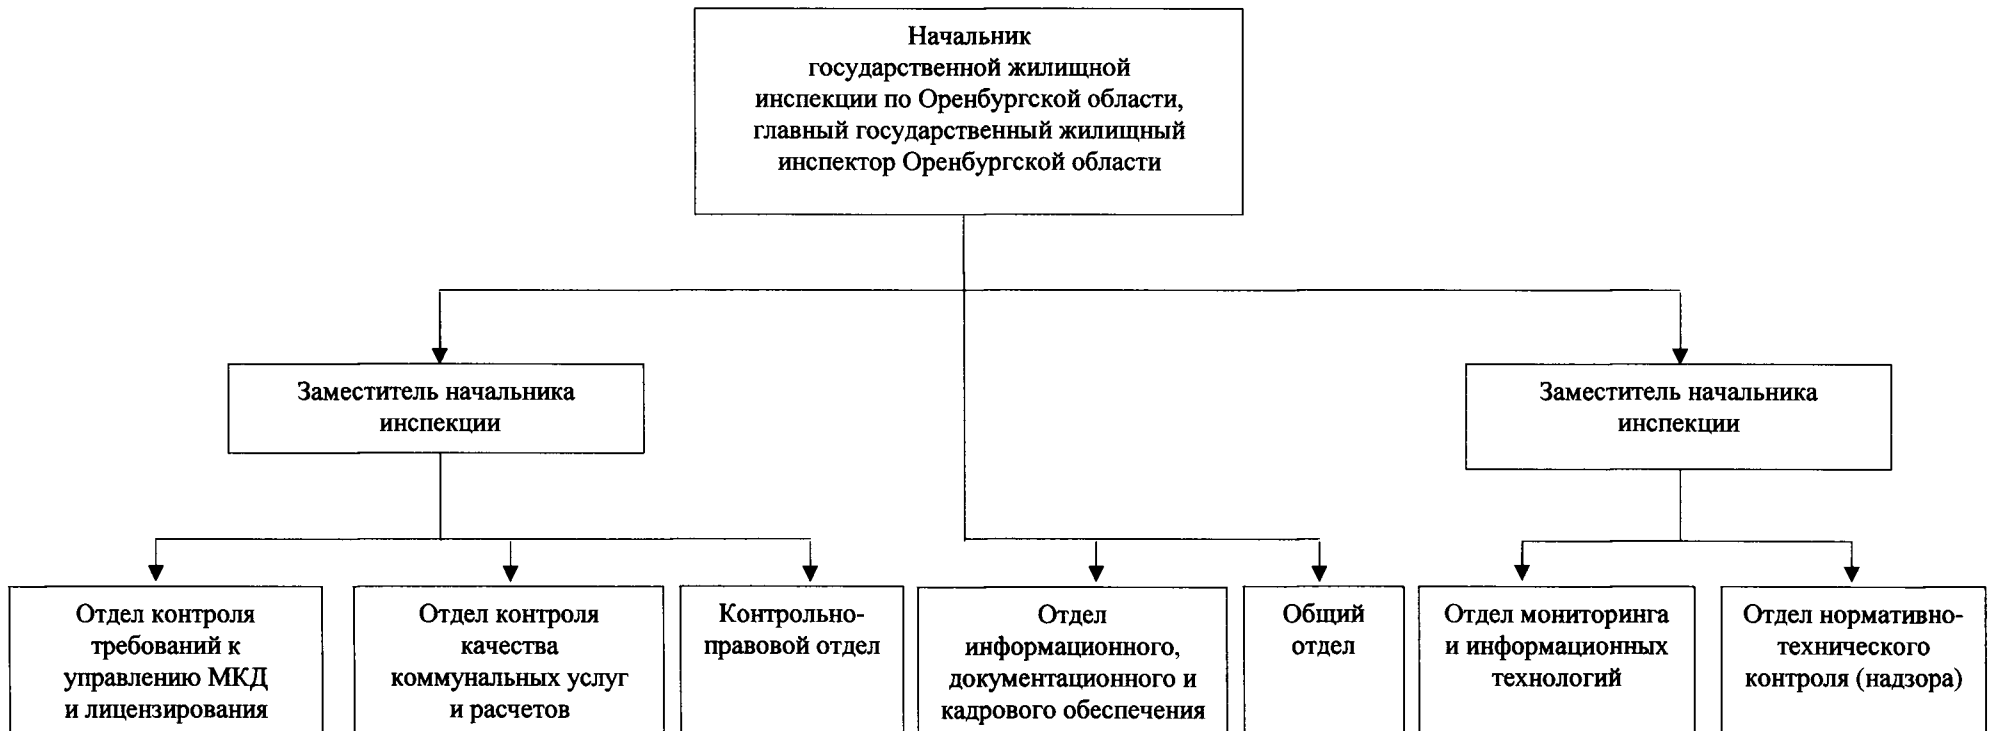 Начальник
государственной жилищной
инспекции по Оренбургской области,
главный государственный жилищный
инспектор Оренбургской области
Заместитель начальника
инспекции
Заместитель начальника
инспекции
Отдел контроля
требований к
управлению МКД
и лицензирования
Отдел контроля
качества
коммунальных услуг
и расчетов
Контрольно-
правовой отдел
Отдел
информационного,
документационного и
кадрового обеспечения
Общий
отдел
Отдел мониторинга
и информационных
технологий
Отдел нормативно-
технического
контроля (надзора)